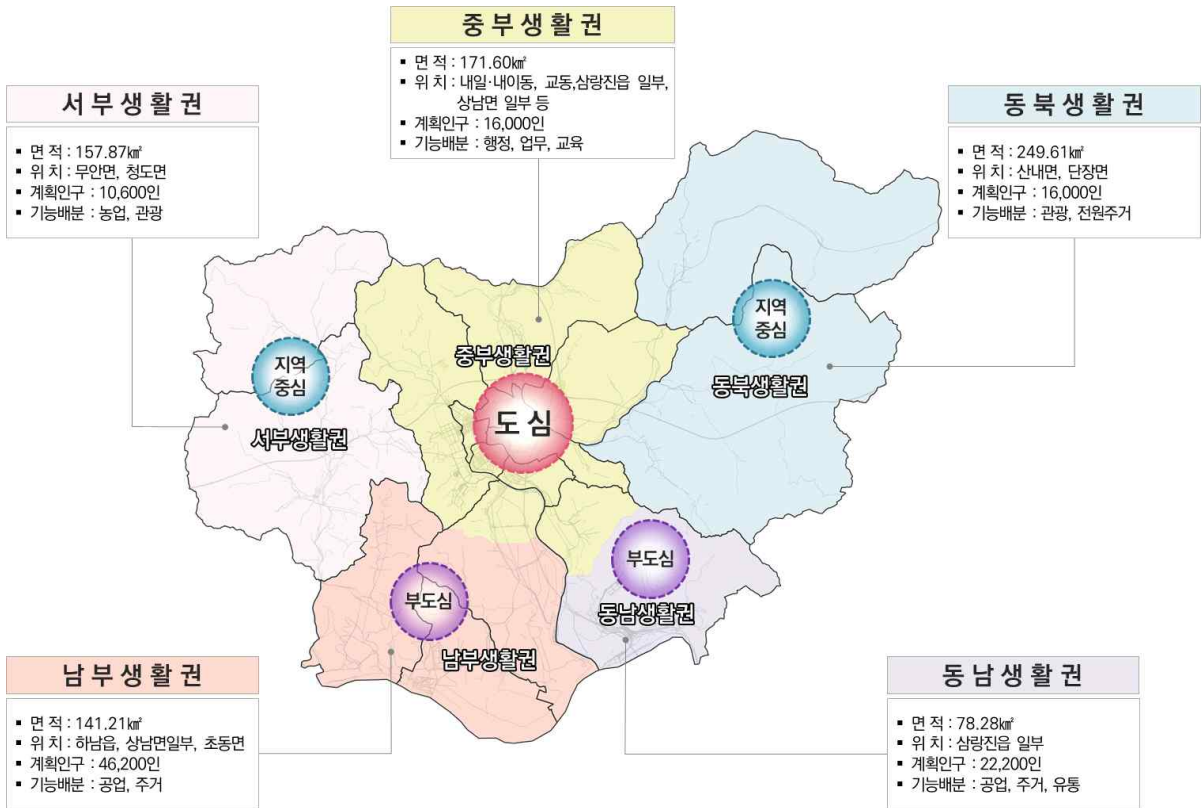 중부생활권
▪ 면 적 : 171.60㎢
▪ 위 치 : 내일·내이동, 교동,삼랑진읍 일부,
상남면 일부 등
▪ 계획인구 : 16,000인
▪ 기능배분 : 행정, 업무, 교육
서부생활권
▪ 면 적 : 157.87㎢
▪ 위 치 : 무안면, 청도면
▪ 계획인구 : 10,600인
▪ 기능배분 : 농업, 관광
동북생활권
▪ 면 적 : 249.61㎢
▪ 위 치 : 산내면, 단장면
▪ 계획인구 : 16,000인
▪ 기능배분 : 관광, 전원주거
지역
중심
동북생활권
중부생활권
도심
지역
중심
서부생활권
부도심
동남생활권
부도심
남부생활권
남부생활권
▪ 면 적 : 141.21㎢
▪ 위 치 : 하남읍, 상남면일부, 초동면
▪ 계획인구 : 46,200인
▪ 기능배분 : 공업, 주거
동남생활권
▪ 면 적 : 78.28㎢
▪ 위 치 : 삼랑진읍 일부
▪ 계획인구 : 22,200인
▪ 기능배분 : 공업, 주거, 유통